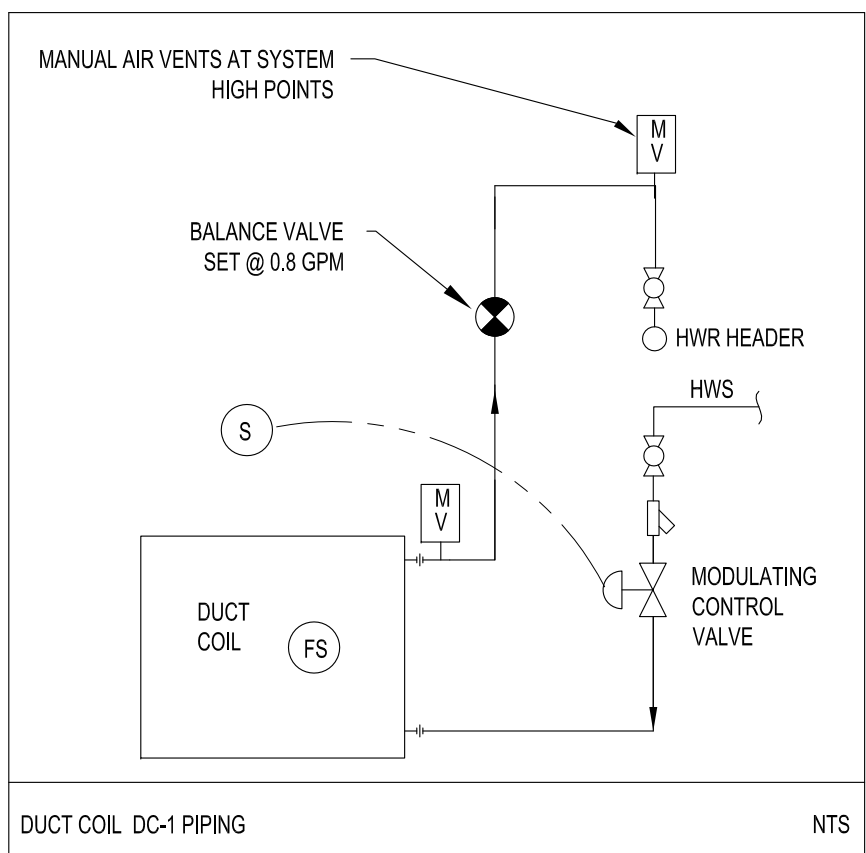 MANUAL AIR VENTS AT SYSTEM
HIGH POINTS
M
V
BALANCE VALVE
SET @ 0.8 GPM
HWR HEADER
HWS
S
M
V
MODULATING
CONTROL
VALVE
DUCT
COIL
FS
DUCT COIL DC-1 PIPING
NTS